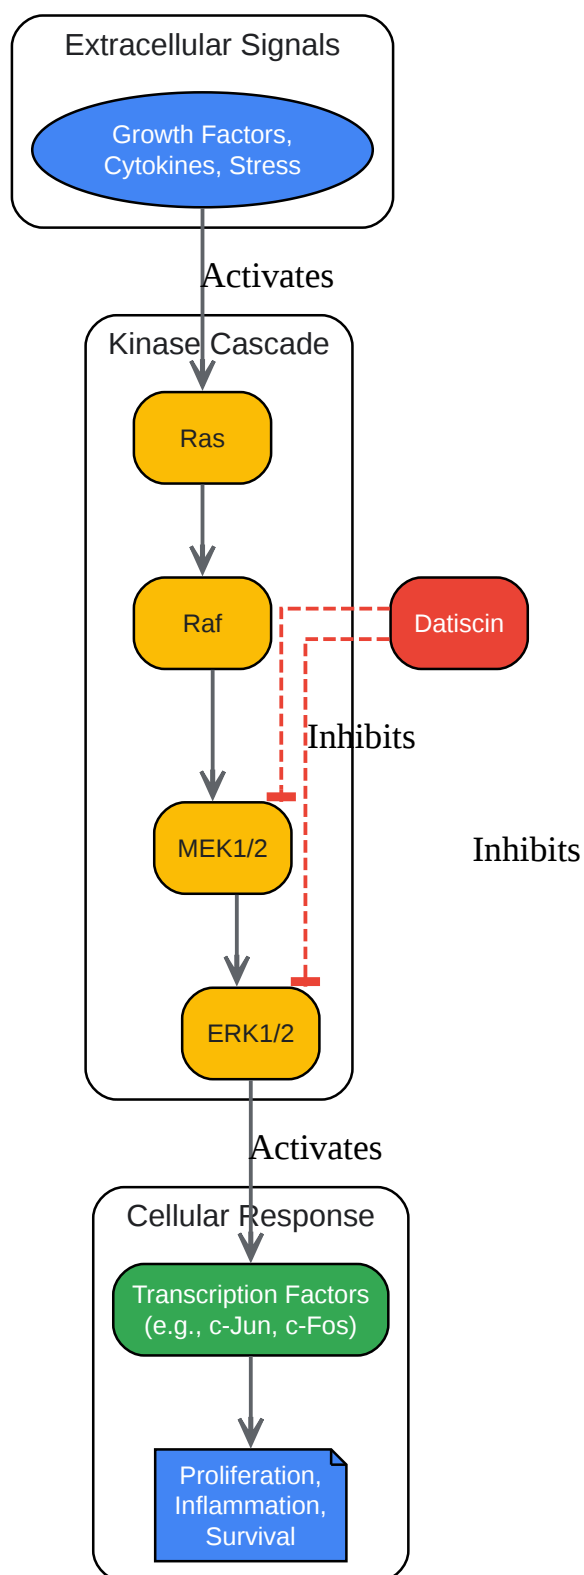 Extracellular Signals
Growth Factors,
Cytokines, Stress
Activates
Kinase Cascade
Ras
Raf
Datiscin
Inhibits
MEK1/2
Inhibits
ERK1/2
Activates
Cellular Response
Transcription Factors
(e.g., c-Jun, c-Fos)
Proliferation,
Inflammation,
Survival